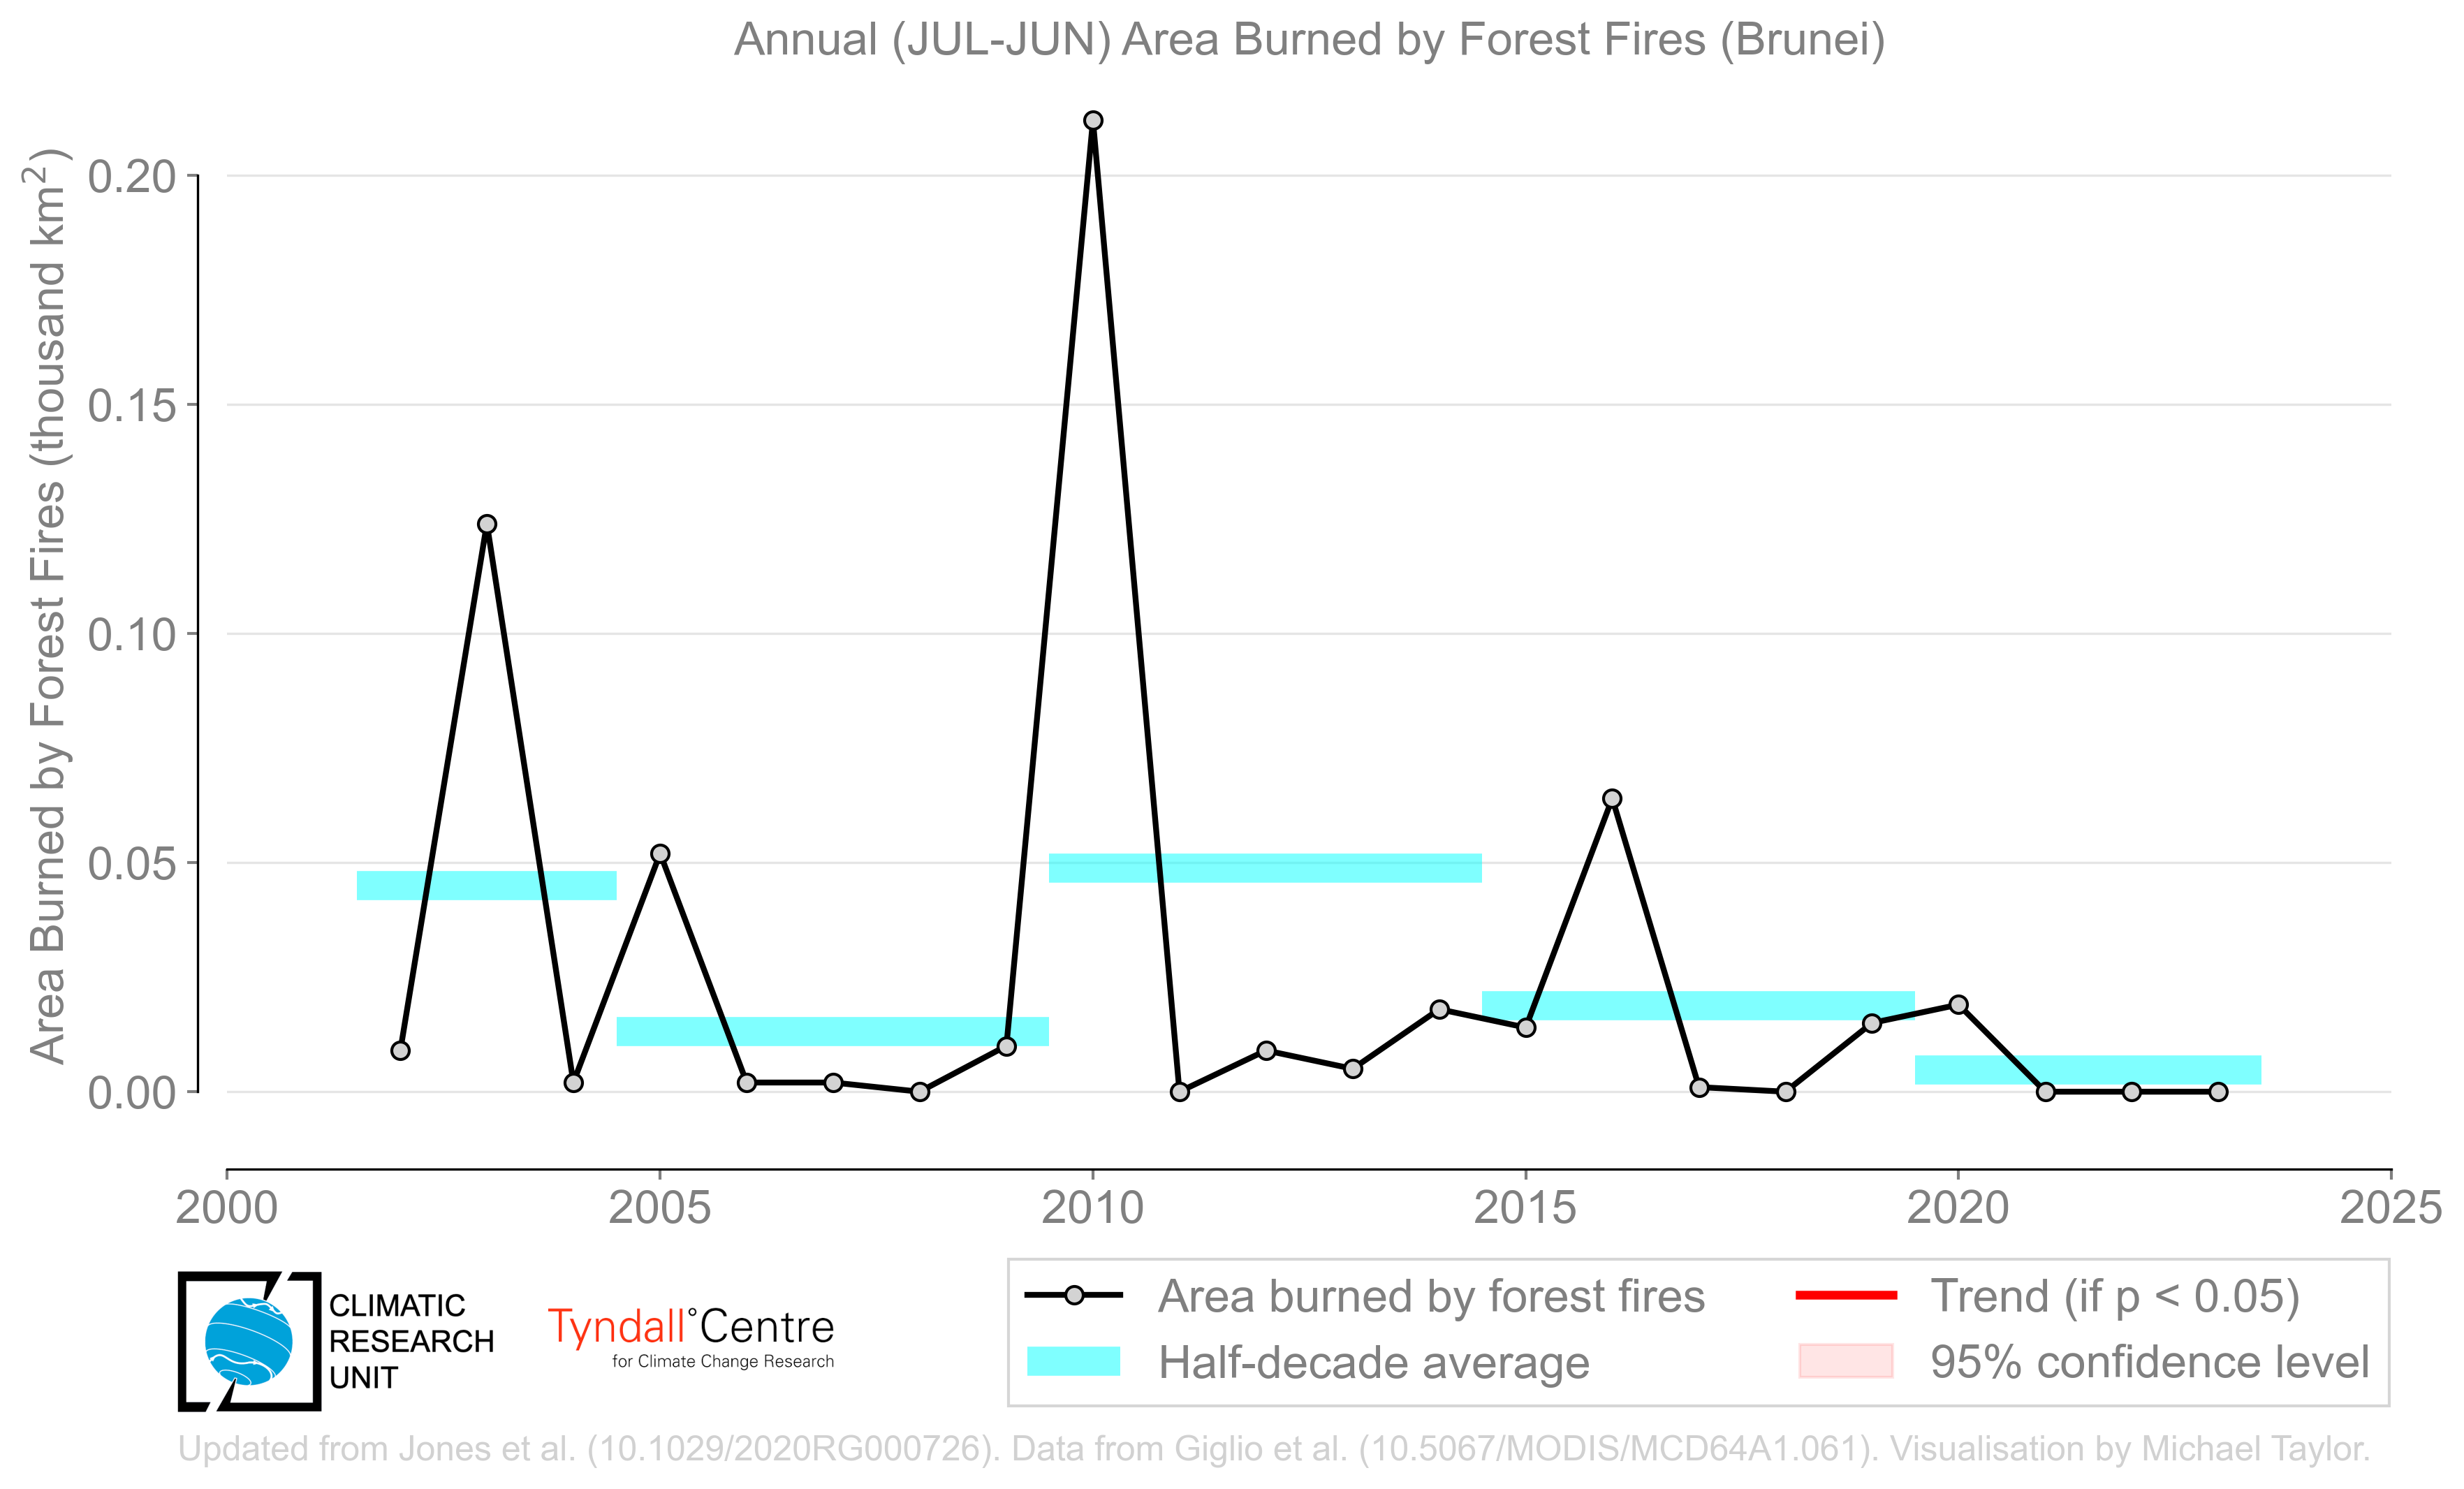 Annual (JUL-JUN) Area Burned by Forest Fires (Brunei)
Area Burned by Forest Fires (thousand km²)
0.20
0.15
0.10
0.05
0.00
2000 2005 2010 2015 2020 2025
CLIMATIC
RESEARCH
UNIT
Tyndall°Centre
for Climate Change Research
Area burned by forest fires
Half-decade average
Trend (if p < 0.05)
95% confidence level
Updated from Jones et al. (10.1029/2020RG000726). Data from Giglio et al. (10.5067/MODIS/MCD64A1.061). Visualisation by Michael Taylor.